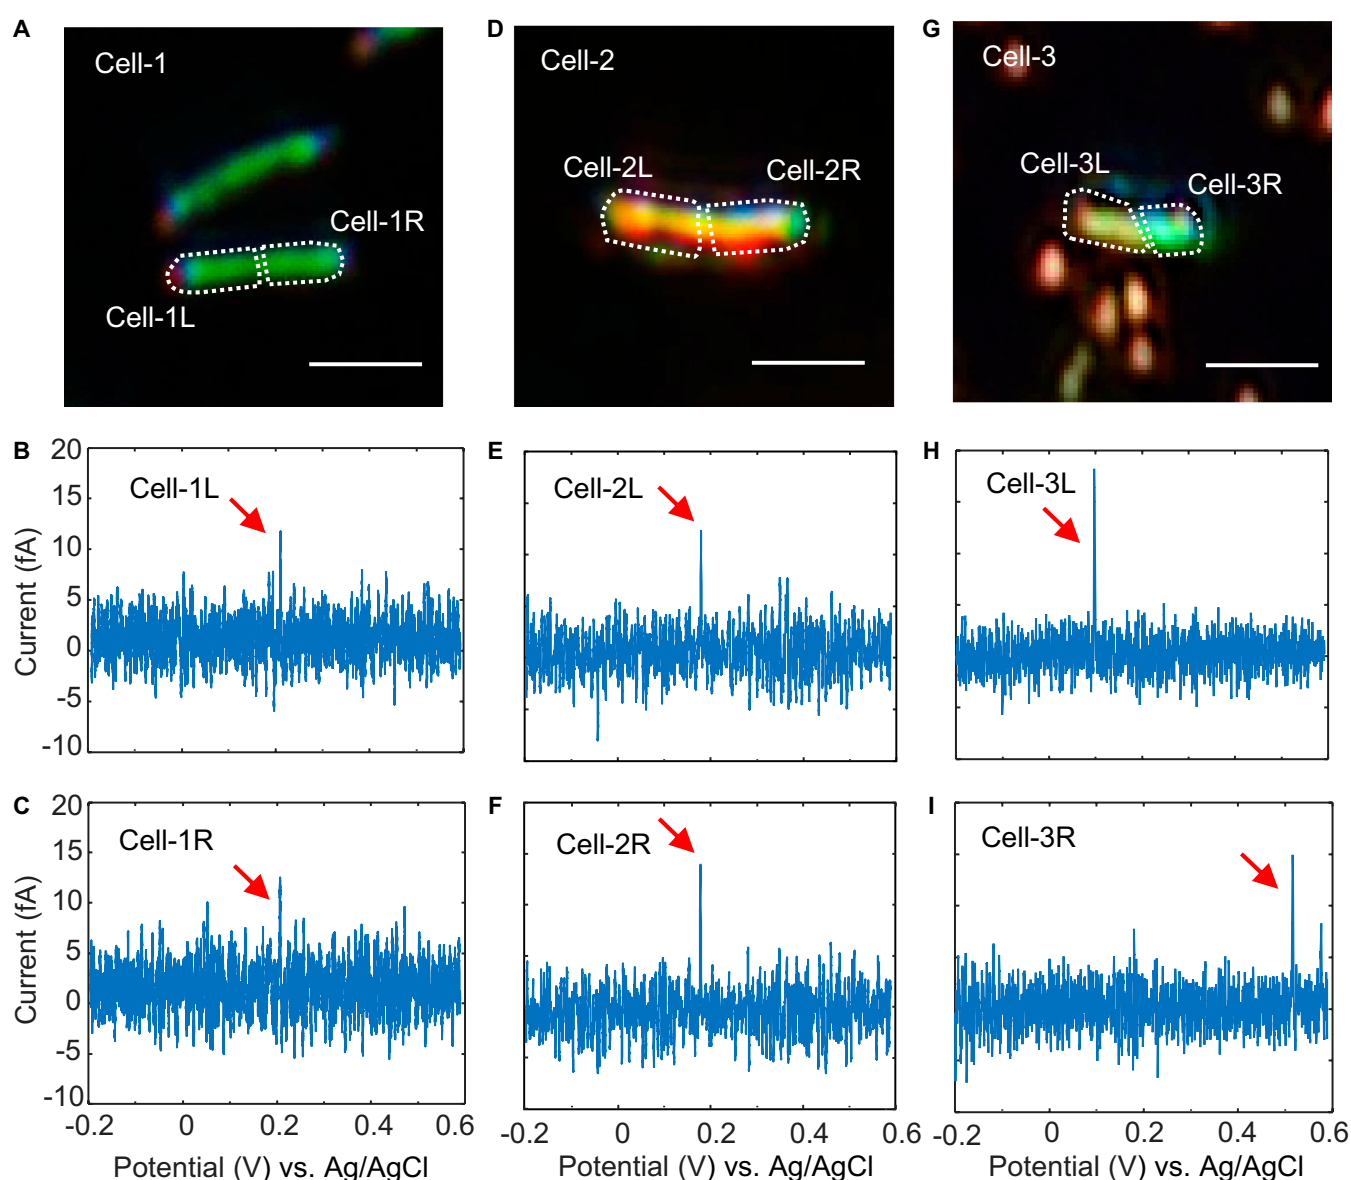 A
D
G
Cell-1
Cell-2
Cell-3
Cell-1R
Cell-1L
Cell-2L
Cell-2R
Cell-3L
Cell-3R
B
E
H
20
15
10
5
0
-5
-10
Current (fA)
Cell-1L
Cell-2L
Cell-3L
C
F
I
20
15
10
5
0
-5
-10
Current (fA)
Cell-1R
Cell-2R
Cell-3R
-0.2 0 0.2 0.4 0.6
-0.2 0 0.2 0.4 0.6
-0.2 0 0.2 0.4 0.6
Potential (V) vs. Ag/AgCl
Potential (V) vs. Ag/AgCl
Potential (V) vs. Ag/AgCl